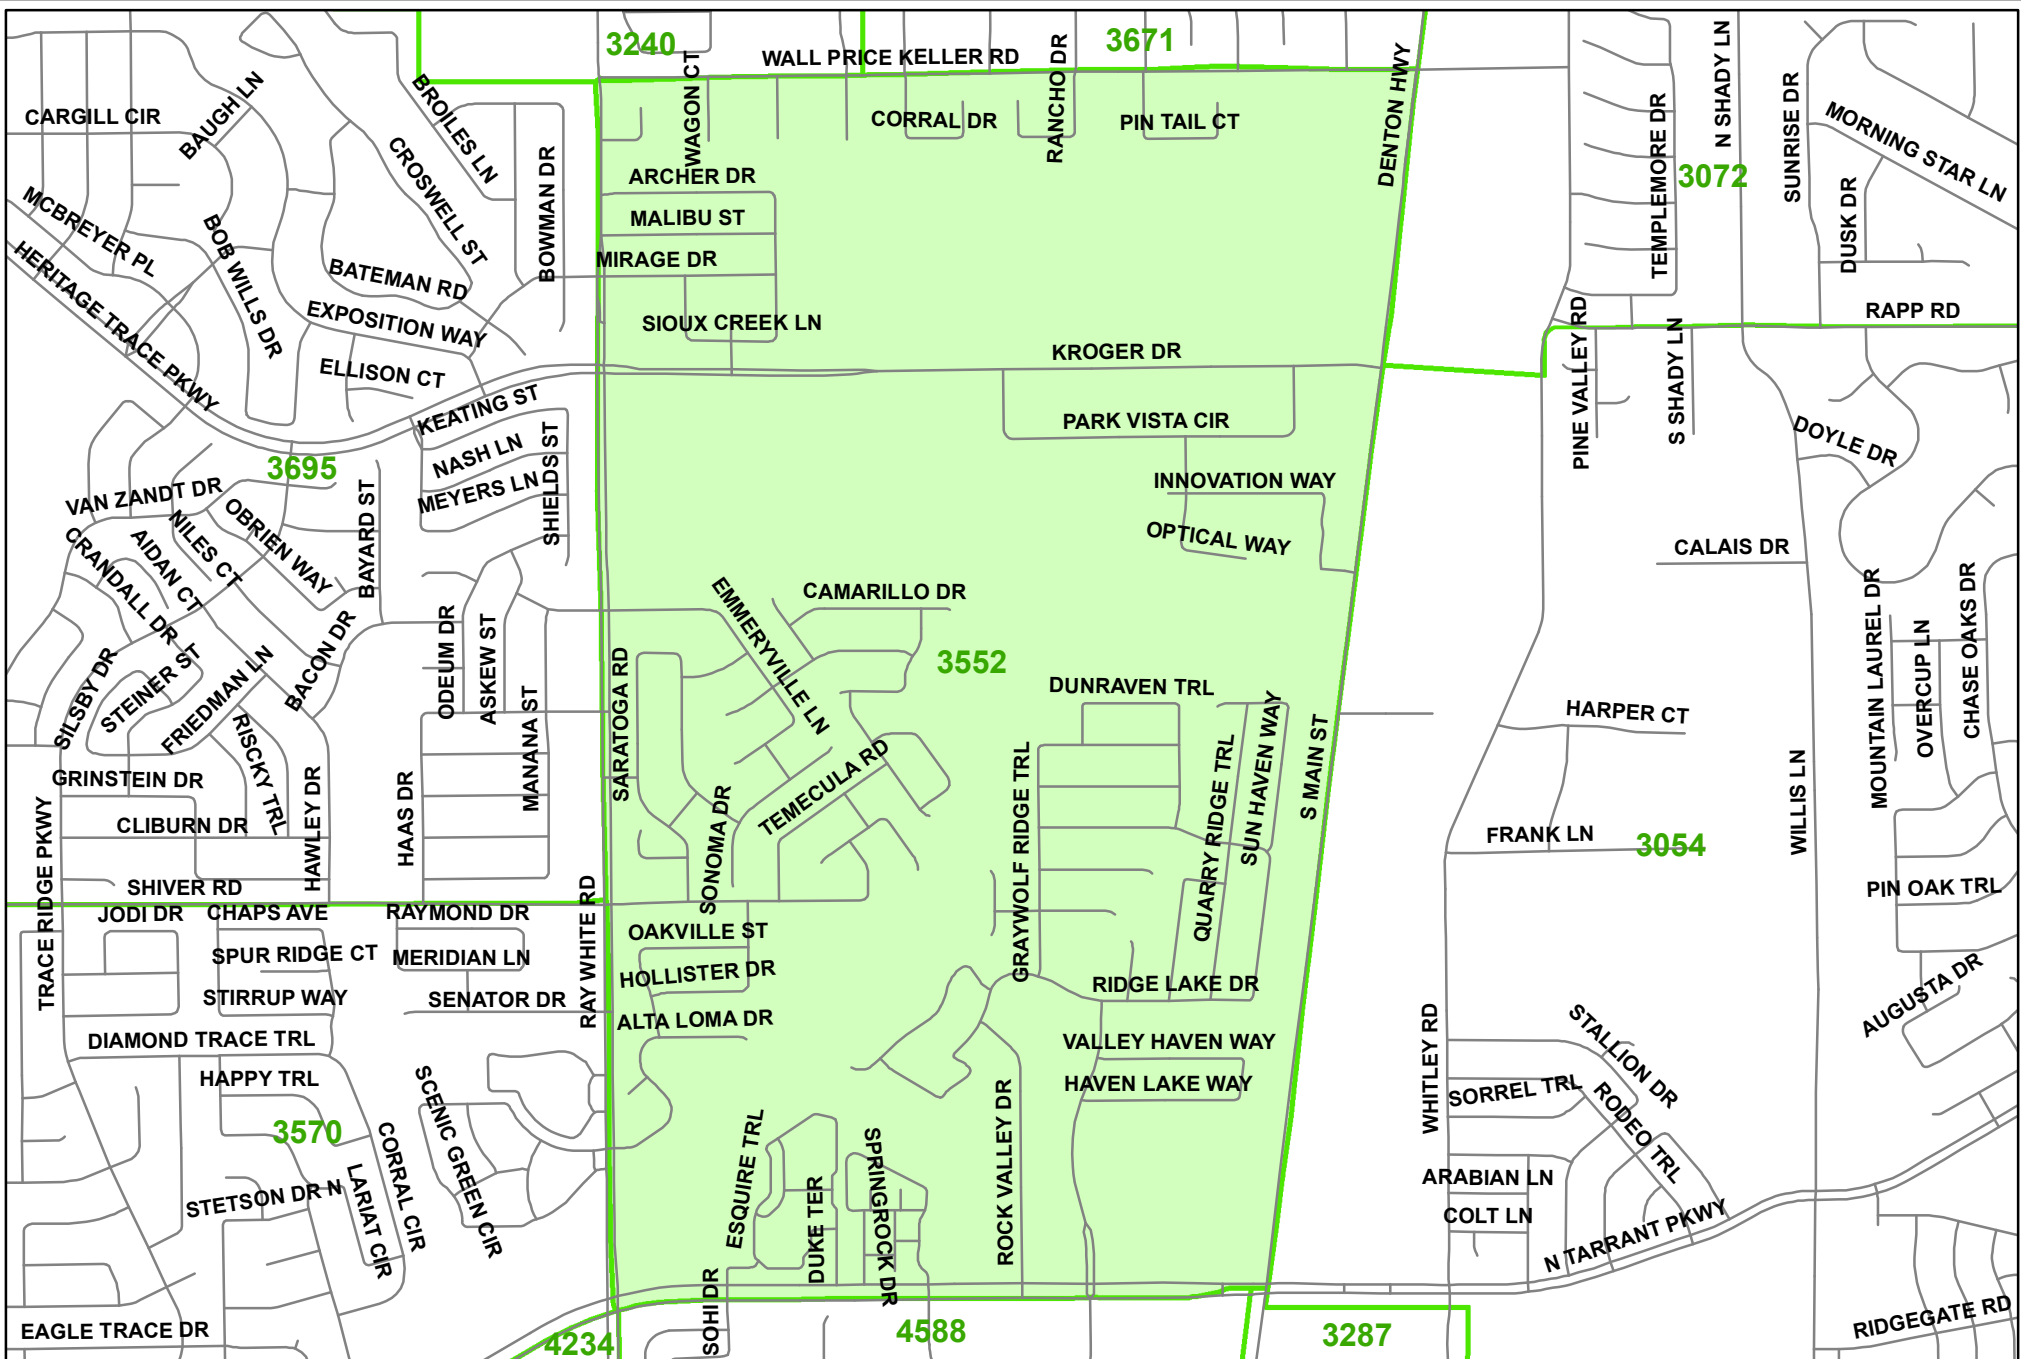 3240
3671
WALL PRICE KELLER RD
DENTON HWY
N SHADY LN
BROILES LN
BAUGH LN
CARGILL CIR
WAGON CT
CORRAL DR
RANCHO DR
PIN TAIL CT
TEMPLEMORE DR
SUNRISE DR
MORNING STAR LN
3072
CROSWELL ST
BOWMAN DR
ARCHER DR
MALIBU ST
MIRAGE DR
SIOUX CREEK LN
DUSK DR
MCBREYER PL
HERITAGE TRACE PKWY
BOB WILLS DR
BATEMAN RD
EXPOSITION WAY
ELLISON CT
RAPP RD
KROGER DR
PINE VALLEY RD
S SHADY LN
KEATING ST
NASH LN
MEYERS LN
SHIELDS ST
PARK VISTA CIR
DOYLE DR
3695
INNOVATION WAY
OPTICAL WAY
VAN ZANDT DR
NILES CT
OBRIEN WAY
BAYARD ST
CRANDALL DR
AIDAN CT
CALAIS DR
EMMERYVILLE LN
CAMARILLO DR
3552
MOUNTAIN LAUREL DR
OVERCUP LN
CHASE OAKS DR
ODEUM DR
ASKEW ST
BACON DR
SILSBY DR
STEINER ST
FRIEDMAN LN
SARATOGA RD
DUNRAVEN TRL
HARPER CT
RISCKY TRL
MANANA ST
S MAIN ST
GRINSTEIN DR
CLIBURN DR
HAWLEY DR
HAAS DR
TEMECULA RD
SONOMA DR
GRAYWOLF RIDGE TRL
QUARRY RIDGE TRL
SUN HAVEN WAY
WILLIS LN
FRANK LN
3054
TRACE RIDGE PKWY
SHIVER RD
JODI DR
CHAPS AVE
RAYMOND DR
RAY WHITE RD
PIN OAK TRL
SPUR RIDGE CT
MERIDIAN LN
OAKVILLE ST
HOLLISTER DR
STIRRUP WAY
SENATOR DR
ALTA LOMA DR
RIDGE LAKE DR
AUGUSTA DR
DIAMOND TRACE TRL
VALLEY HAVEN WAY
HAVEN LAKE WAY
HAPPY TRL
STALLION DR
SORREL TRL
RODEO TRL
WHITLEY RD
3570
SCENIC GREEN CIR
CORRAL CIR
LARIAT CIR
STETSON DR N
ESQUIRE TRL
DUKE TER
SPRINGROCK DR
ROCK VALLEY DR
ARABIAN LN
COLT LN
N TARRANT PKWY
EAGLE TRACE DR
SOHI DR
4234
4588
3287
RIDGEGATE RD